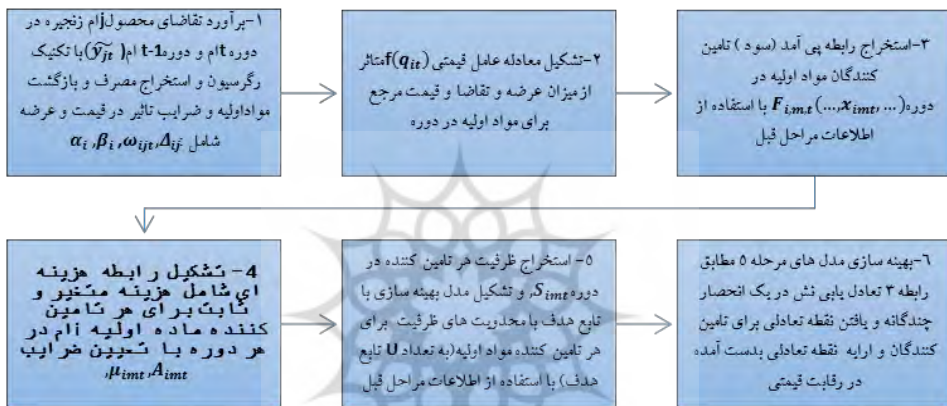 ۱-برآورد تقاضای محصولjام زنجیره در
دوره tام و دورهt-1 ام(ỹjt)با تکنیک
رگرسیون و استخراج مصرف و بازگشت
مواداولیه و ضرایب تاثیر در قیمت و عرضه
شامل: αi ,βi ,ωijt,Δij
۲-تشکیل معادله عامل قیمتی f(qit)متاثر
از میزان عرضه و تقاضا و قیمت مرجع
برای مواد اولیه در دوره
۳-استخراج رابطه پی آمد (سود ) تامین
کنندگان مواد اولیه در
دوره(...,ximt, ...)Fi,m,t با استفاده از
اطلاعات مراحل قبل
4- تشکیل رابطه هزینه
ای شامل هزینه متغیر و
ثابت برای هر تامین
کننده ماده اولیه iام در
هر دوره با تعیین ضرایب
μimt,Aimt,
۵- استخراج ظرفیت هر تامین کننده در
دوره Simt, و تشکیل مدل بهینه سازی با
تابع هدف با محدودیت های ظرفیت برای
هر تامین کننده مواد اولیه(به تعداد U تابع
هدف) با استفاده از اطلاعات مراحل قبل
۶-بهینه سازی مدل های مرحله ۵ مطابق
رابطه ۳ تعادل یابی نش در یک انحصار
چندگانه و یافتن نقطه تعادلی برای تامین
کنندگان و ارایه نقطه تعادلی بدست آمده
در رقابت قیمتی